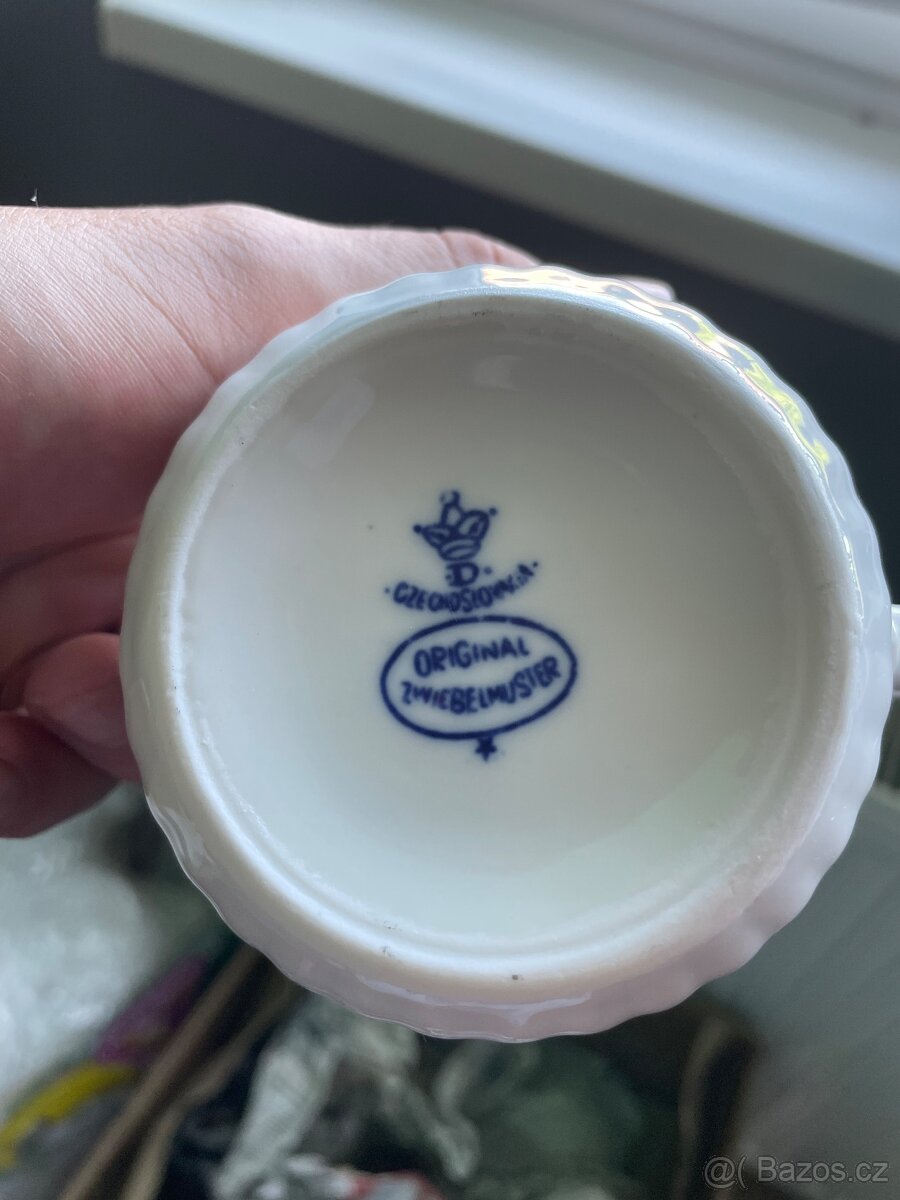 D
CZECHOSLOVAKIA
ORIGINAL
ZWIEBELMUSTER
@( Bazos.cz